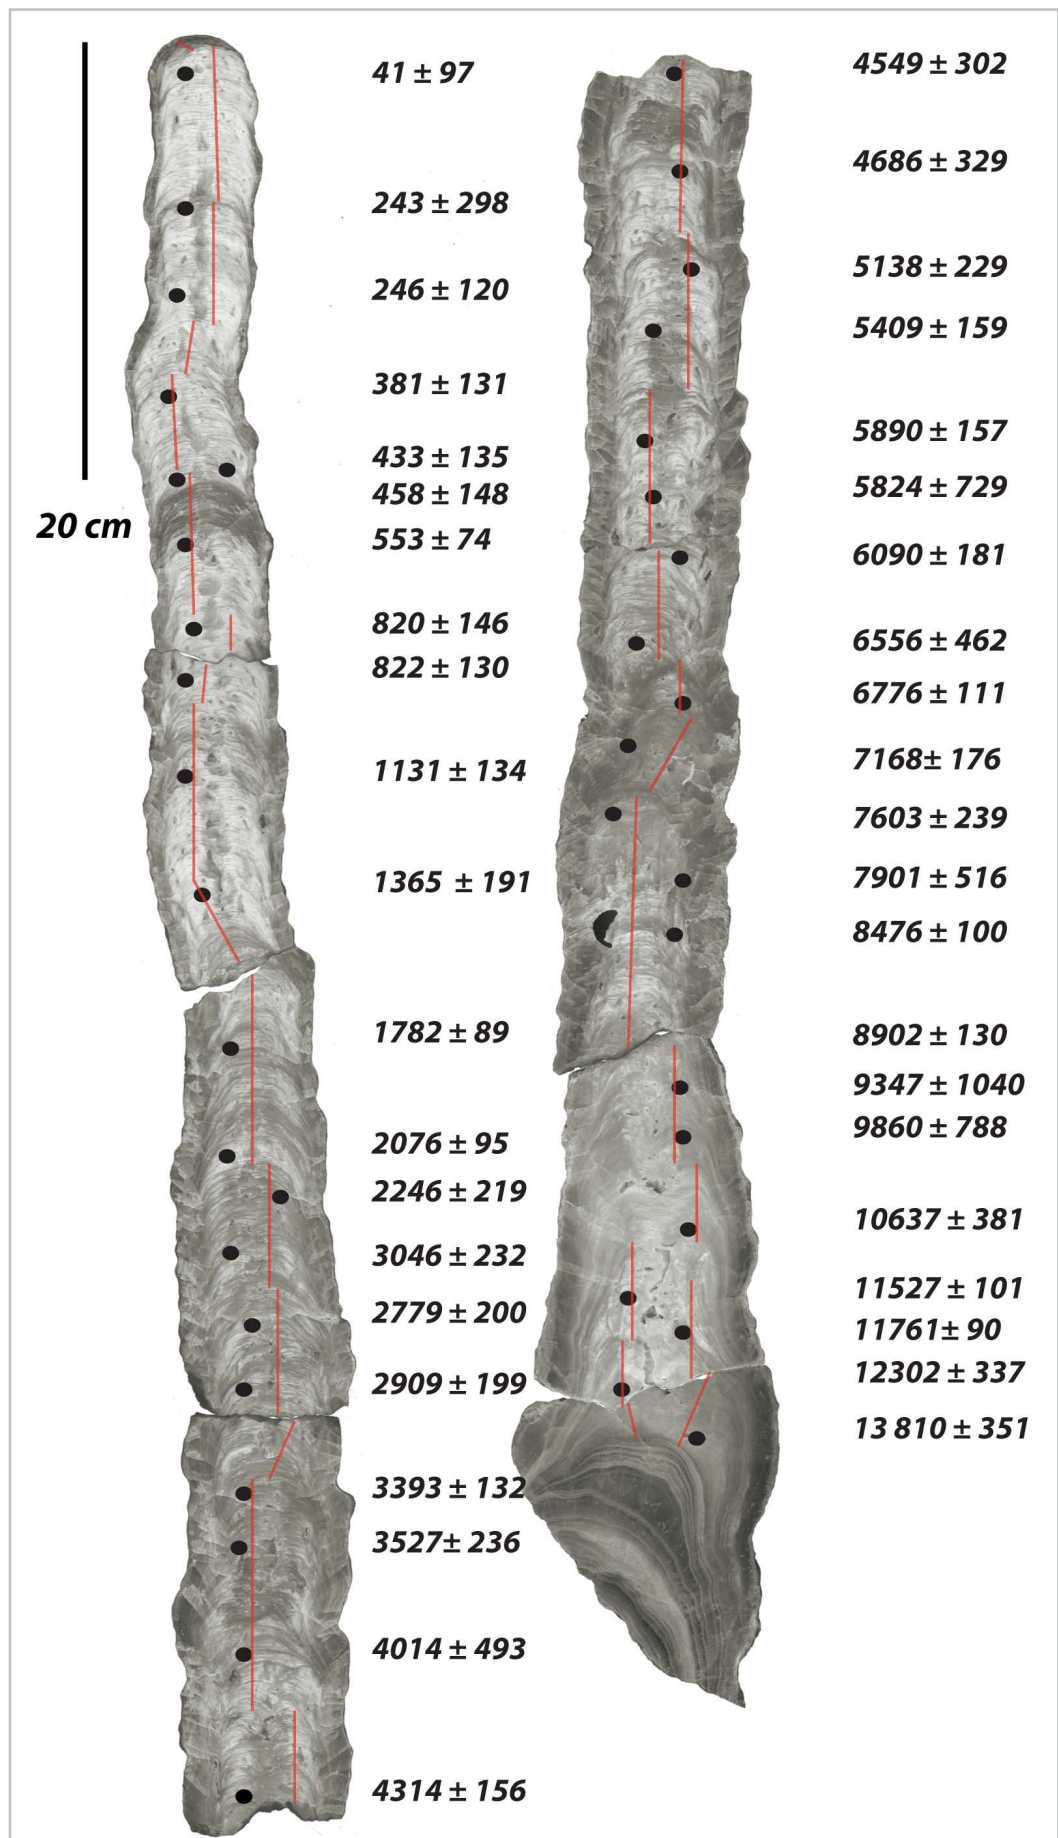 41 ± 97
243 ± 298
246 ± 120
381 ± 131
433 ± 135
458 ± 148
20 cm
553 ± 74
820 ± 146
822 ± 130
1131 ± 134
1365 ± 191
1782 ± 89
2076 ± 95
2246 ± 219
3046 ± 232
2779 ± 200
2909 ± 199
3393 ± 132
3527± 236
4014 ± 493
4314 ± 156
4549 ± 302
4686 ± 329
5138 ± 229
5409 ± 159
5890 ± 157
5824 ± 729
6090 ± 181
6556 ± 462
6776 ± 111
7168± 176
7603 ± 239
7901 ± 516
8476 ± 100
8902 ± 130
9347 ± 1040
9860 ± 788
10637 ± 381
11527 ± 101
11761± 90
12302 ± 337
13 810 ± 351